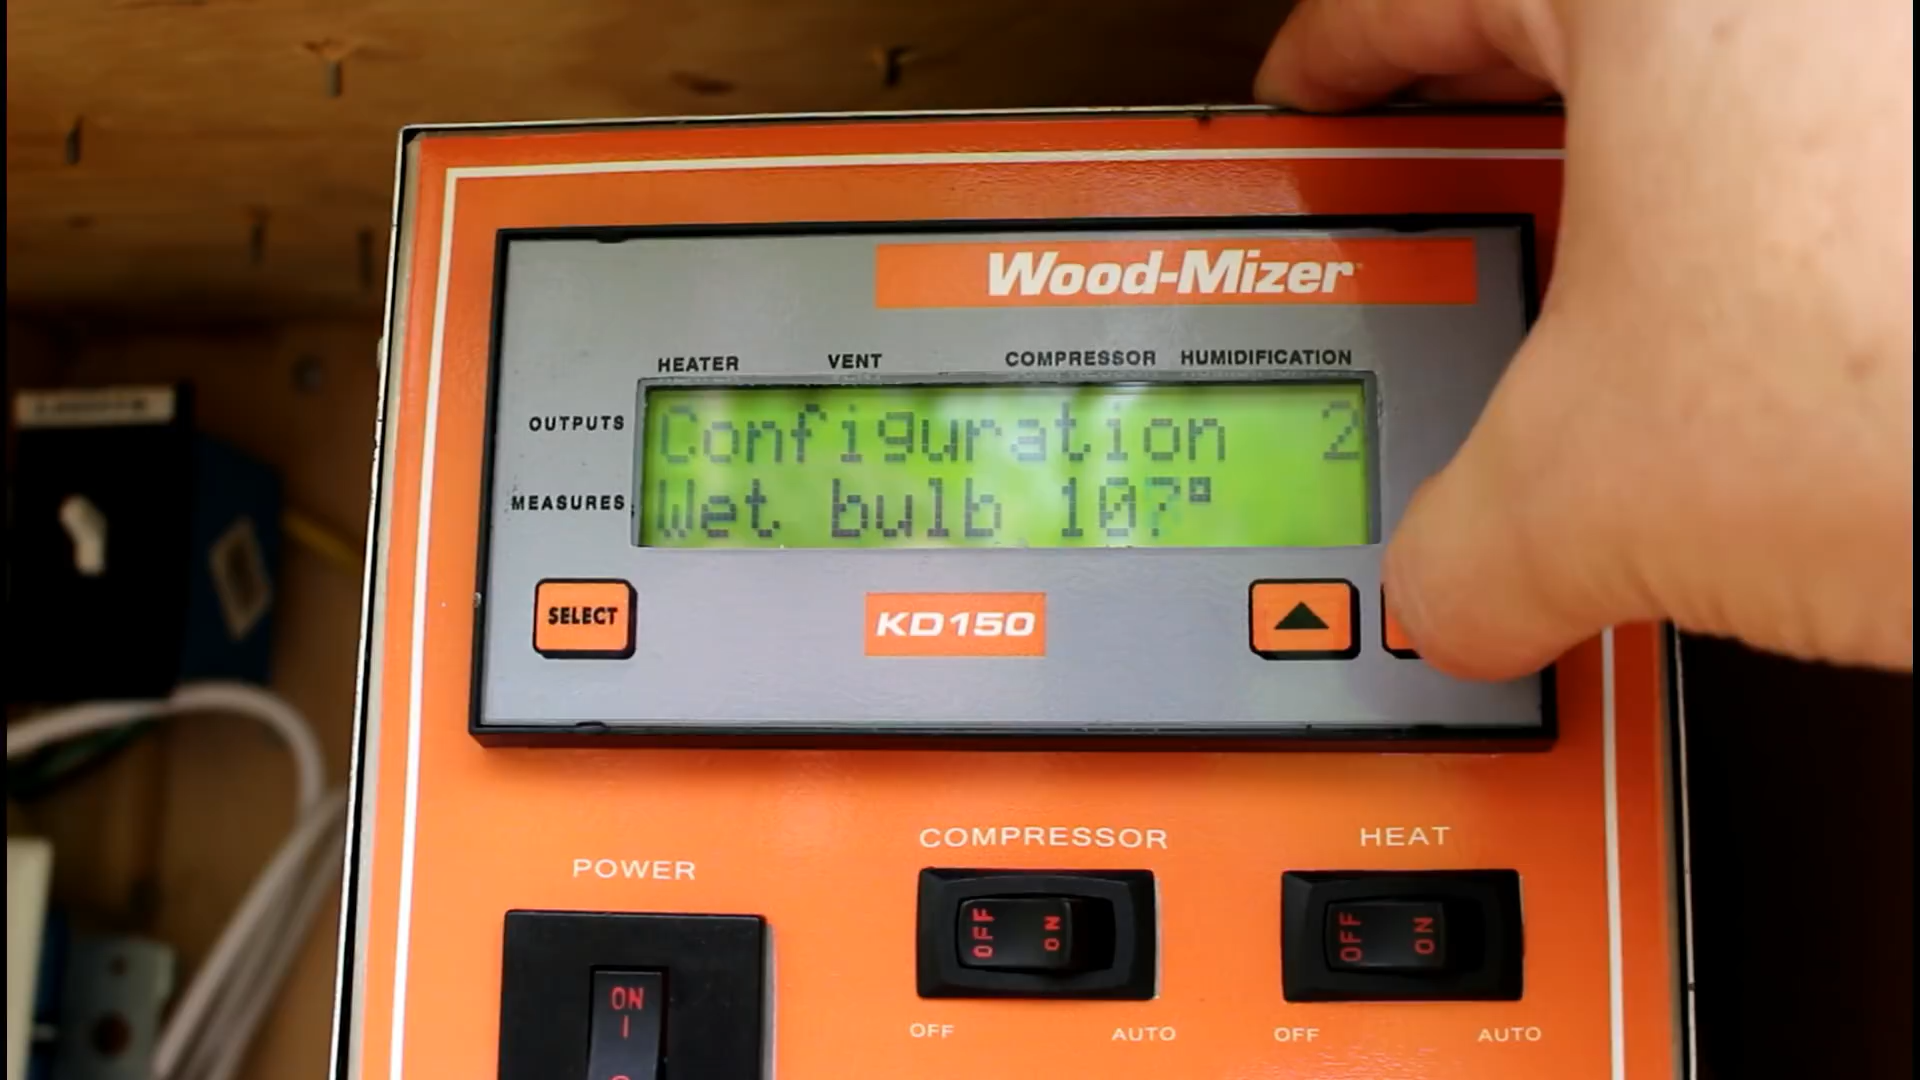 Wood-Mizer
HEATER VENT COMPRESSOR HUMIDIFICATION
OUTPUTS
Configuration 2
MEASURES
Wet bulb 107°
SELECT
KD150
POWER
COMPRESSOR
HEAT
OFF ON
OFF ON
ON
I
OFF AUTO
OFF AUTO